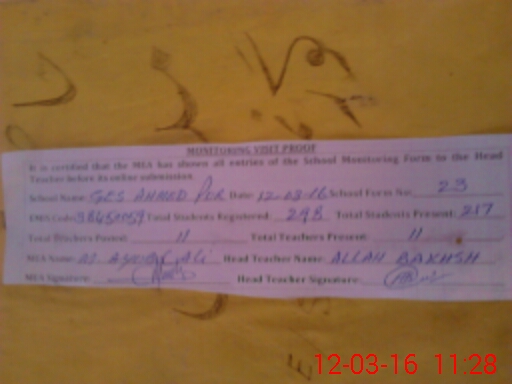 MONITORING VISIT PROOF
It is certified that the MEA has shown all entries of the School Monitoring Form to the Head
Teacher before its online submission.
School Name: GES AHMED PUR Date: 12-03-16 School Form No: 23
EMIS Code: Total Students Registered: 298 Total Students Present: 217
Total Teachers Posted: 11 Total Teachers Present: 11
MEA Name: M. AYUB ALI Head Teacher Name: ALLAH BAKHSH
MEA Signature: Head Teacher Signature:
12-03-16 11:28